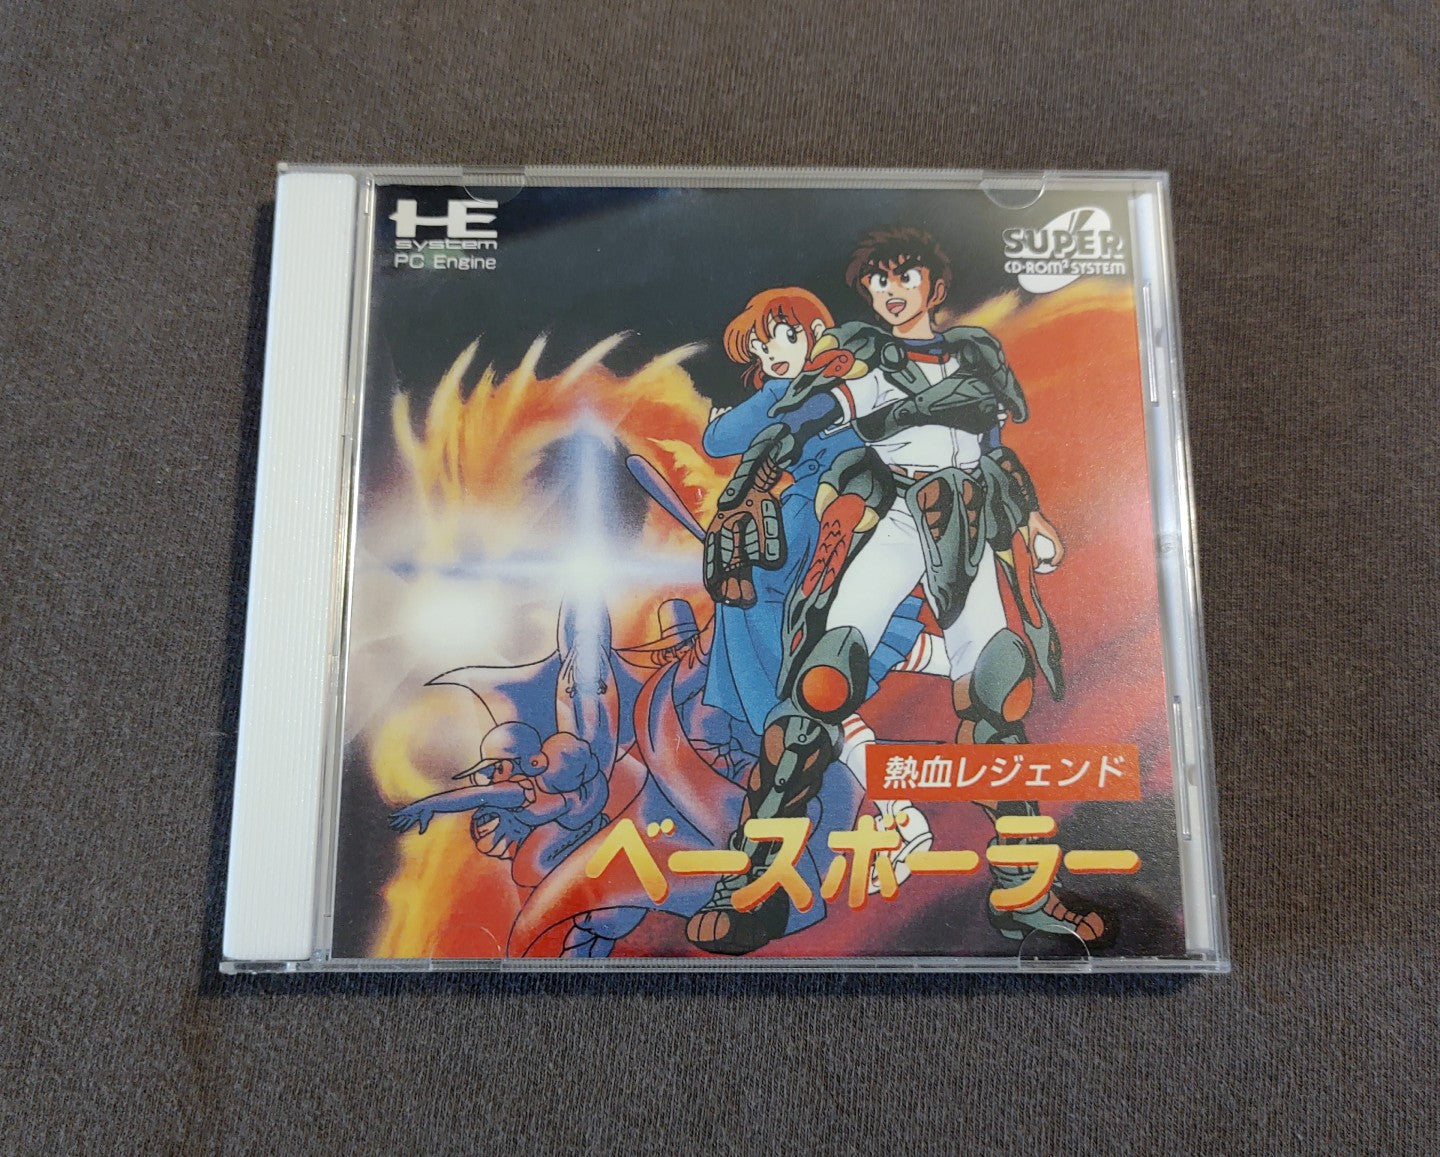 HE
system
PC Engine
SUPER
CD-ROM² SYSTEM
熱血レジェンド
ベースボーラー